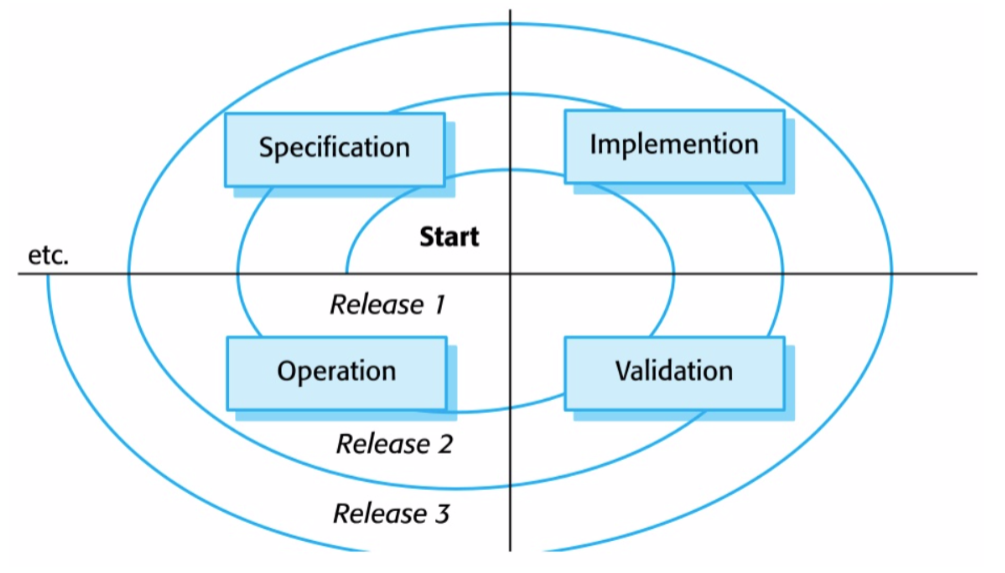 Specification
Implemention
Start
etc.
Release 1
Operation
Validation
Release 2
Release 3